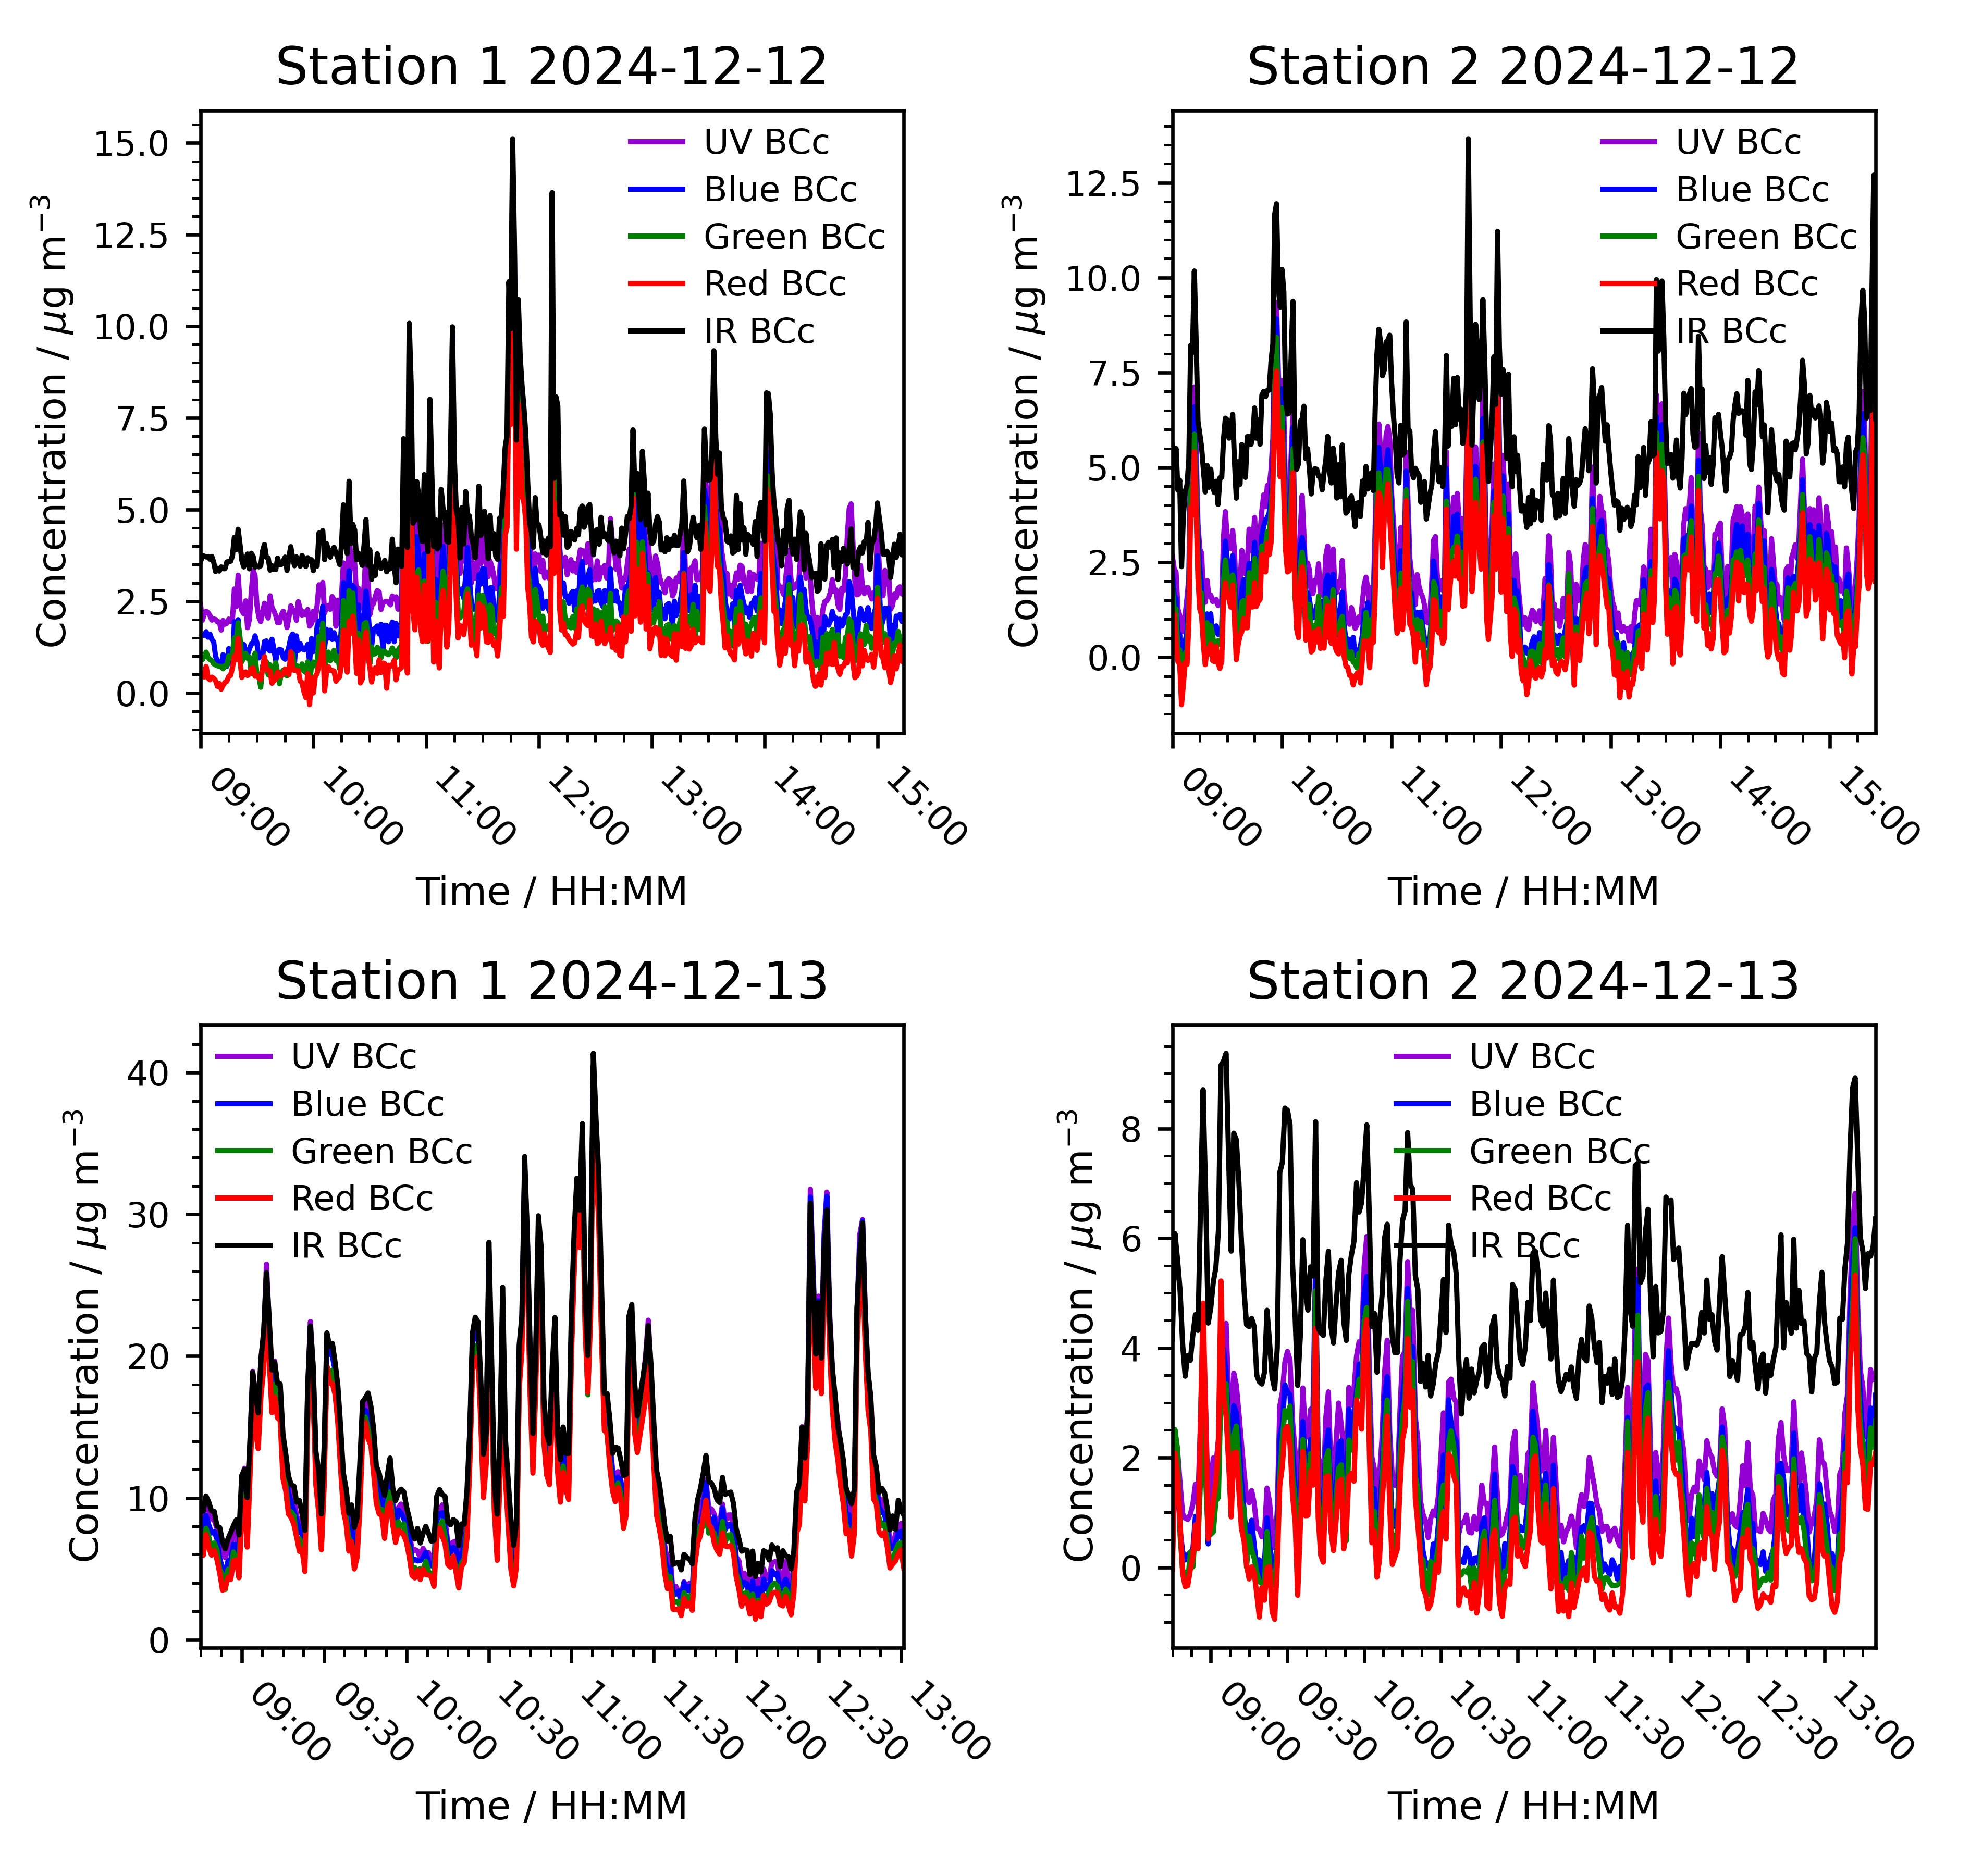 Station 1 2024-12-12
Concentration / µg m⁻³
15.0
12.5
10.0
7.5
5.0
2.5
0.0
UV BCc
Blue BCc
Green BCc
Red BCc
IR BCc
09:00 10:00 11:00 12:00 13:00 14:00 15:00
Time / HH:MM
Station 2 2024-12-12
Concentration / µg m⁻³
12.5
10.0
7.5
5.0
2.5
0.0
UV BCc
Blue BCc
Green BCc
Red BCc
IR BCc
09:00 10:00 11:00 12:00 13:00 14:00 15:00
Time / HH:MM
Station 1 2024-12-13
Concentration / µg m⁻³
40
30
20
10
0
UV BCc
Blue BCc
Green BCc
Red BCc
IR BCc
09:00 09:30 10:00 10:30 11:00 11:30 12:00 12:30 13:00
Time / HH:MM
Station 2 2024-12-13
Concentration / µg m⁻³
8
6
4
2
0
UV BCc
Blue BCc
Green BCc
Red BCc
IR BCc
09:00 09:30 10:00 10:30 11:00 11:30 12:00 12:30 13:00
Time / HH:MM